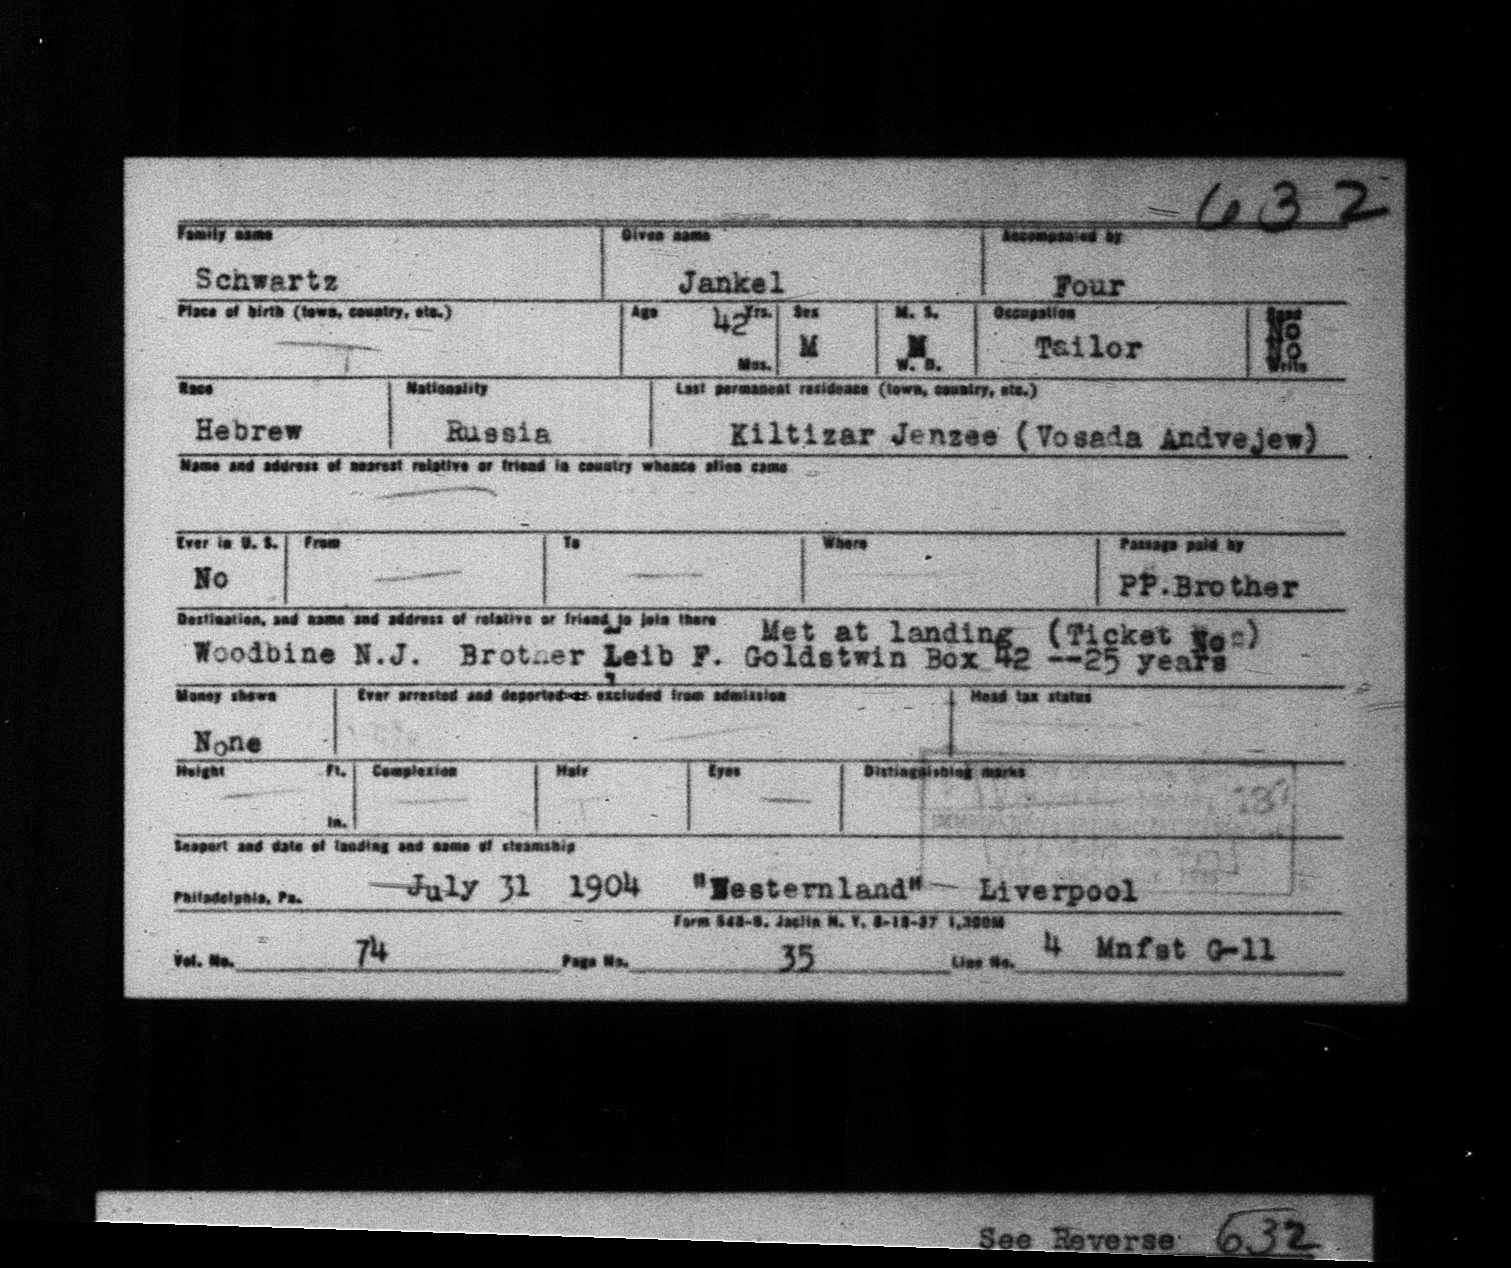 632
Family name Given name Accompanied by
Schwartz Jankel Four
Place of birth (town, country, etc.) Age 42 Yrs. Mos. Sex M M. S. M W. D. Occupation Tailor Read No No Write
Race Nationality Last permanent residence (town, country, etc.)
Hebrew Russia Kiltizar Jenzee (Vosada Andvejew)
Name and address of nearest relative or friend in country whence alien came
Ever in U. S. From To Where Passage paid by
No PP.Brother
Destination, and name and address of relative or friend to join there
Met at landing (Ticket No)
Woodbine N.J. Brother Leib F. Goldstwin Box 42 --25 years
Money shown Ever arrested and deported or excluded from admission Head tax status
None
Height Ft. In. Complexion Hair Eyes Distinguishing marks
Seaport and date of landing and name of steamship
Philadelphia, Pa. July 31 1904 "Westernland" Liverpool
Form 548-B. Jaclin N. Y. 8-18-37 1,300M
Vol. No. 74 Page No. 35 Line No. 4 Mnfst G-11
See Reverse 632